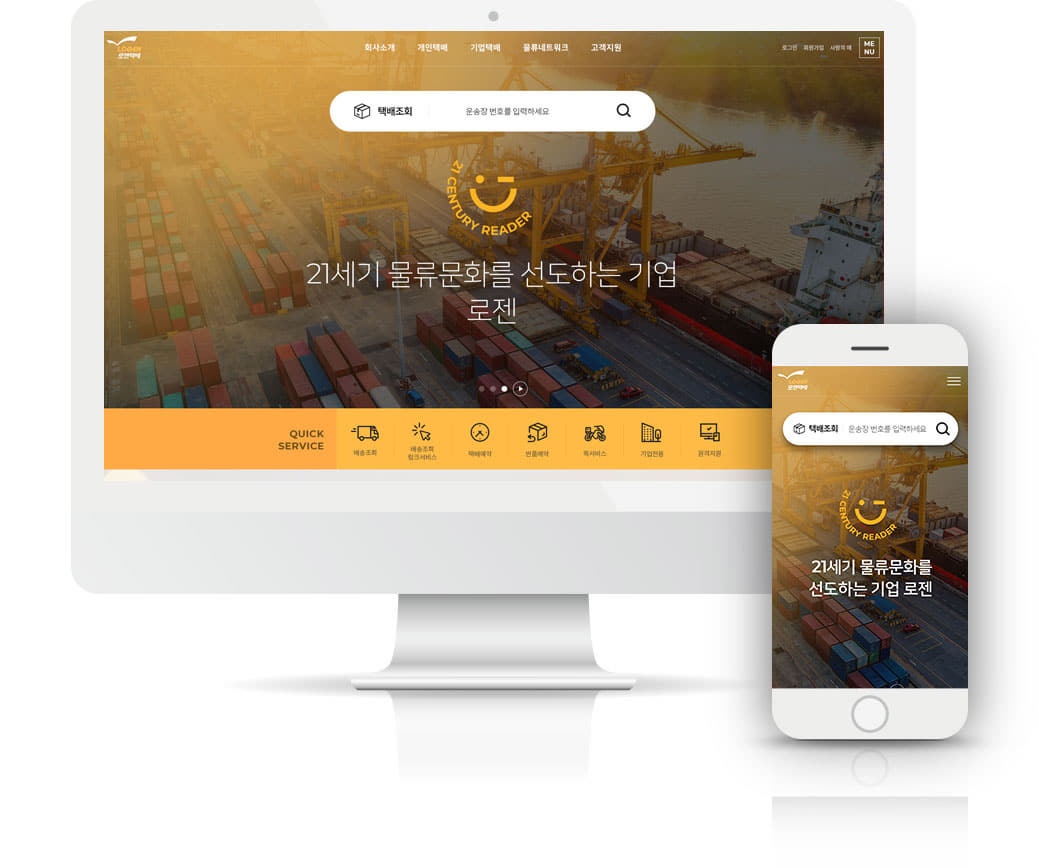 LOGEN
로젠택배
회사소개 개인택배 기업택배 물류네트워크 고객지원
로그인 회원가입 사랑의 매
ME
NU
택배조회 운송장 번호를 입력하세요
21 CENTURY READER
21세기 물류문화를 선도하는 기업
로젠
QUICK
SERVICE
배송조회
배송조회
링크서비스
택배예약
반품예약
퀵서비스
기업전용
원격지원
LOGEN
로젠택배
택배조회 운송장 번호를 입력하세요
21 CENTURY READER
21세기 물류문화를
선도하는 기업 로젠